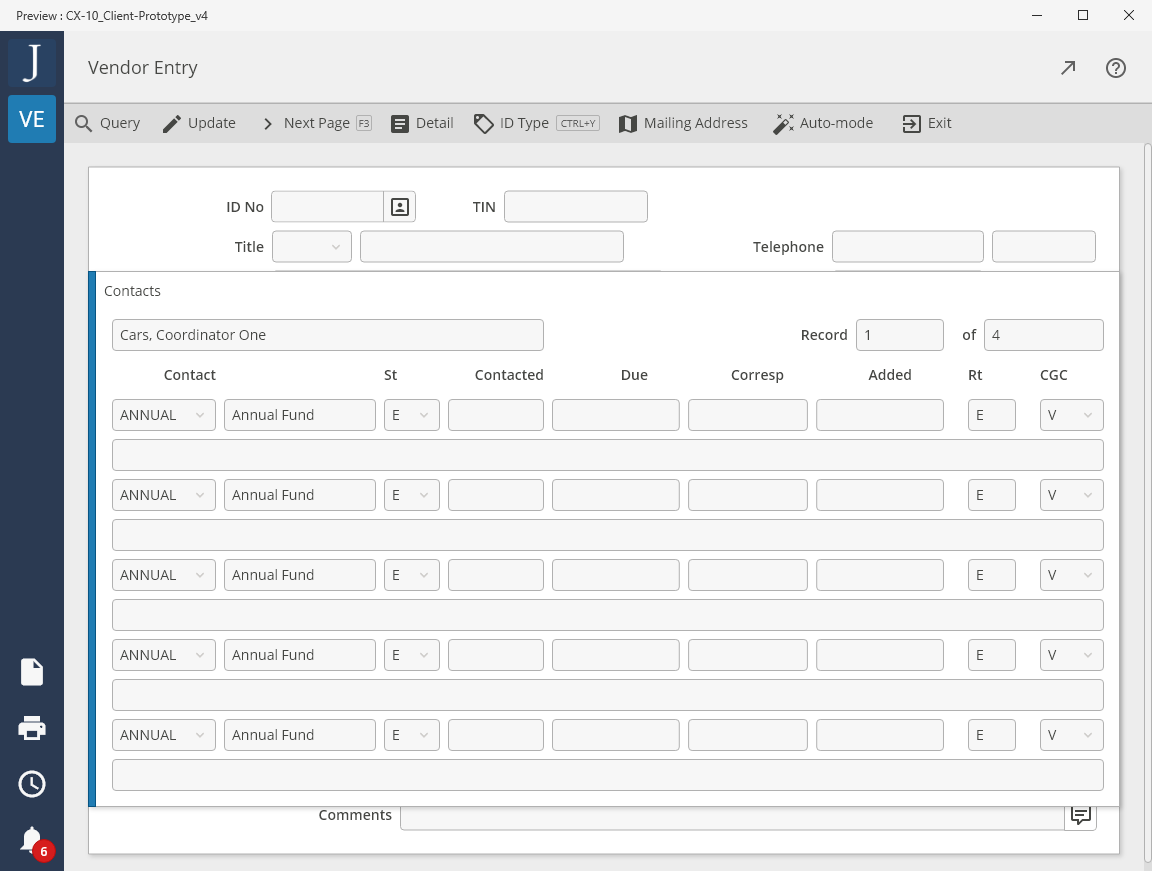 Preview : CX-10_Client-Prototype_v4
J
Vendor Entry
VE
Query Update Next Page F3 Detail ID Type CTRL+Y Mailing Address Auto-mode Exit
ID No TIN
Title Telephone
Contacts
Cars, Coordinator One Record 1 of 4
Contact St Contacted Due Corresp Added Rt CGC
ANNUAL Annual Fund E E V
ANNUAL Annual Fund E E V
ANNUAL Annual Fund E E V
ANNUAL Annual Fund E E V
ANNUAL Annual Fund E E V
Comments
6